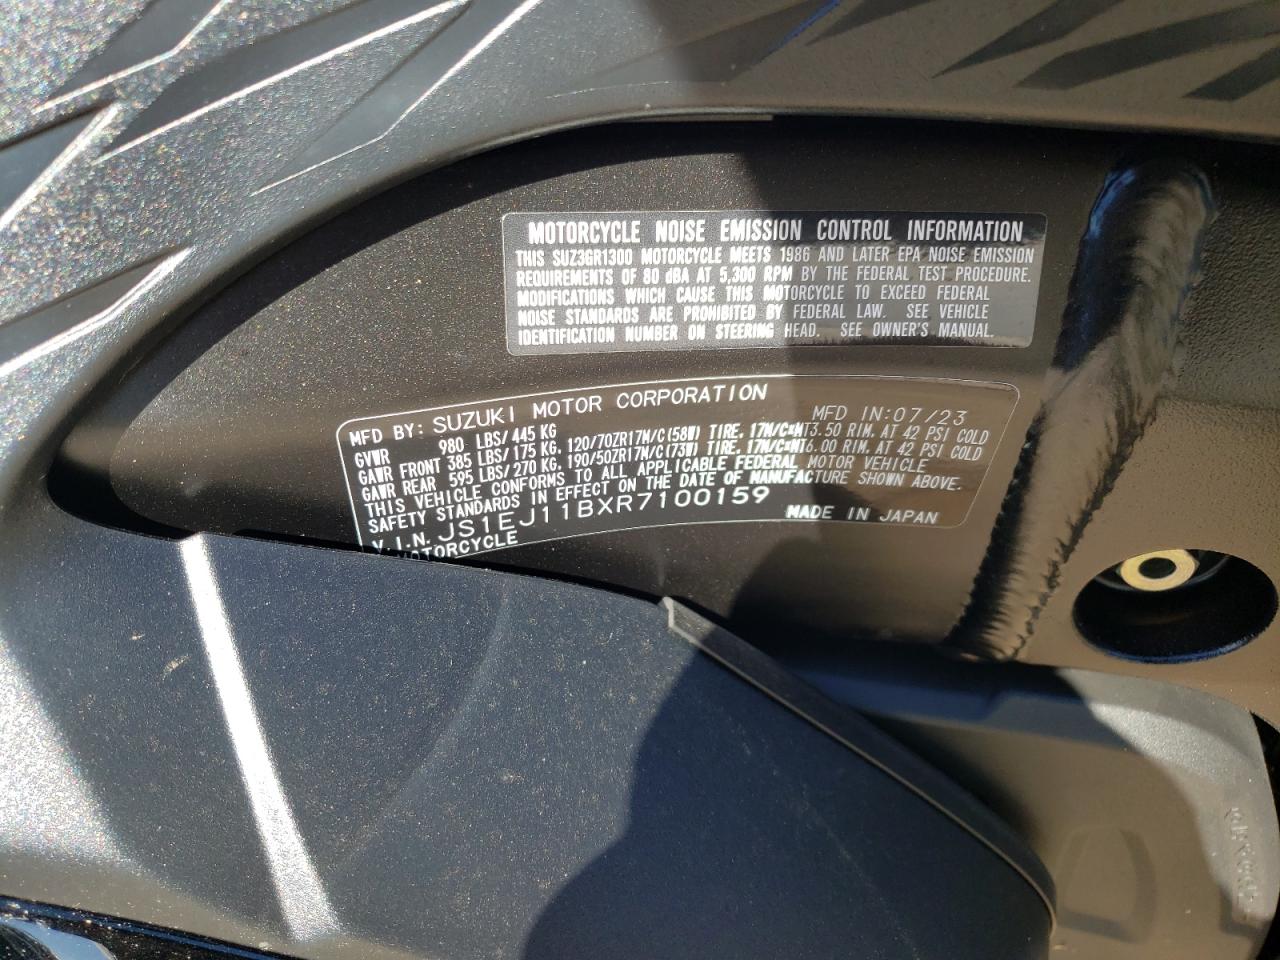 MOTORCYCLE NOISE EMISSION CONTROL INFORMATION
THIS SUZ3GR1300 MOTORCYCLE MEETS 1986 AND LATER EPA NOISE EMISSION
REQUIREMENTS OF 80 dBA AT 5,300 RPM BY THE FEDERAL TEST PROCEDURE.
MODIFICATIONS WHICH CAUSE THIS MOTORCYCLE TO EXCEED FEDERAL
NOISE STANDARDS ARE PROHIBITED BY FEDERAL LAW. SEE VEHICLE
IDENTIFICATION NUMBER ON STEERING HEAD. SEE OWNER'S MANUAL.
MFD BY: SUZUKI MOTOR CORPORATION MFD IN:07/23
GVWR 980 LBS/445 KG
GAWR FRONT 385 LBS/175 KG, 120/70ZR17M/C(58W) TIRE, 17M/C×MT3.50 RIM, AT 42 PSI COLD
GAWR REAR 595 LBS/270 KG, 190/50ZR17M/C(73W) TIRE, 17M/C×MT6.00 RIM, AT 42 PSI COLD
THIS VEHICLE CONFORMS TO ALL APPLICABLE FEDERAL MOTOR VEHICLE
SAFETY STANDARDS IN EFFECT ON THE DATE OF MANUFACTURE SHOWN ABOVE.
V.I.N. JS1EJ11BXR7100159 MADE IN JAPAN
MOTORCYCLE